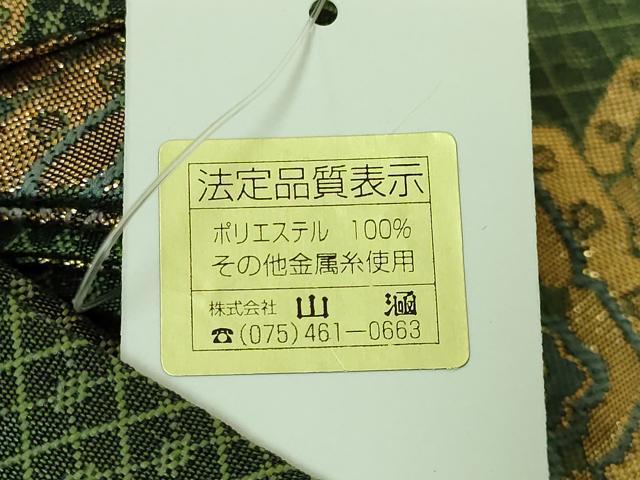 法定品質表示
ポリエステル 100%
その他金属糸使用
株式会社 山 涵
☎(075)461-0663